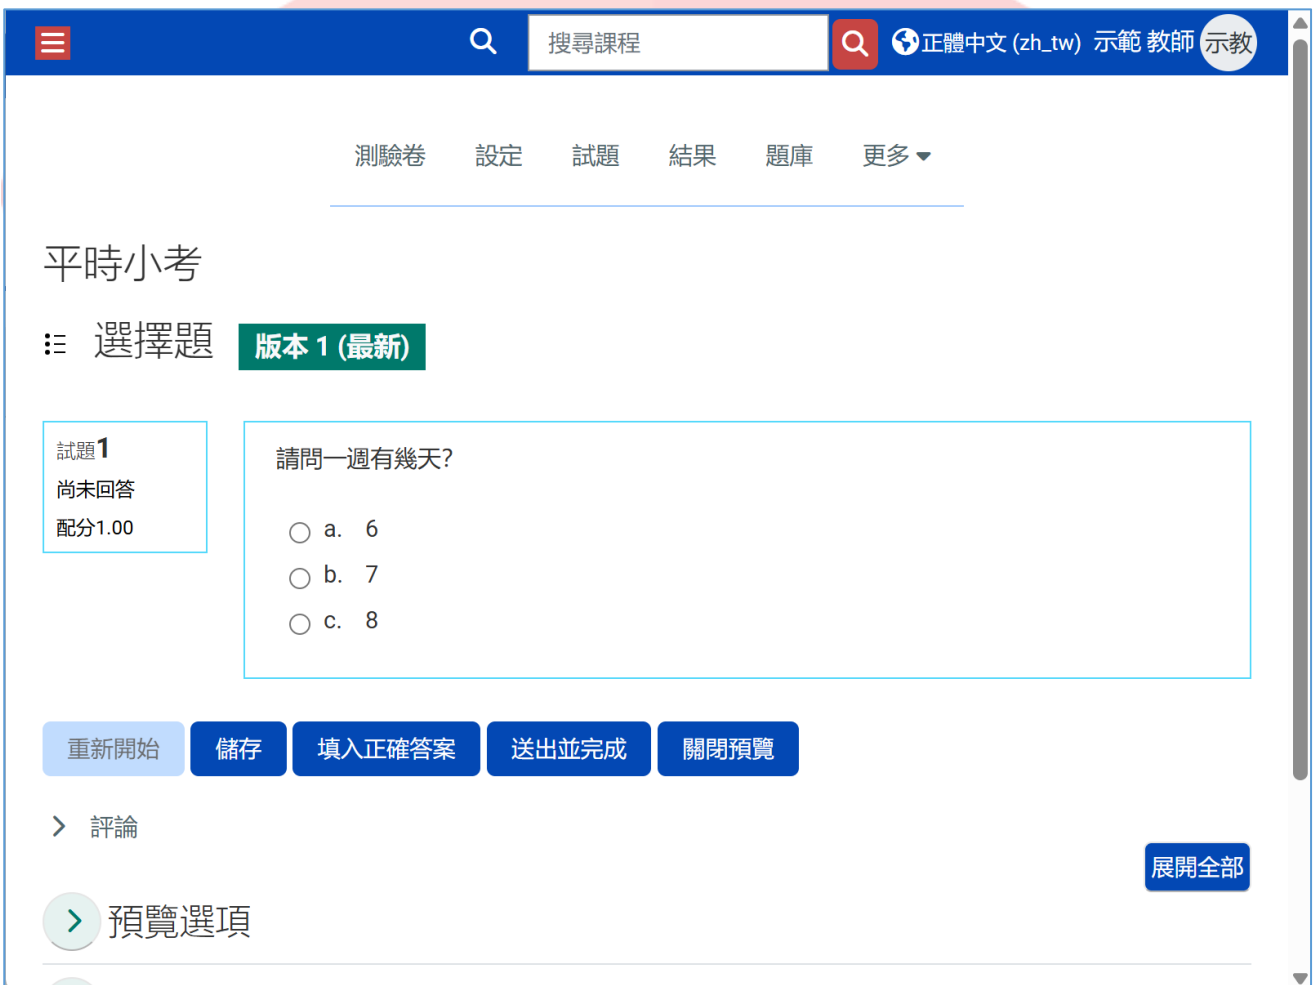 搜尋課程 正體中文 (zh_tw) 示範 教師 示教
測驗卷 設定 試題 結果 題庫 更多
平時小考
選擇題 版本 1 (最新)
試題1
尚未回答
配分1.00
請問一週有幾天?
a. 6
b. 7
c. 8
重新開始 儲存 填入正確答案 送出並完成 關閉預覽
評論
展開全部
預覽選項